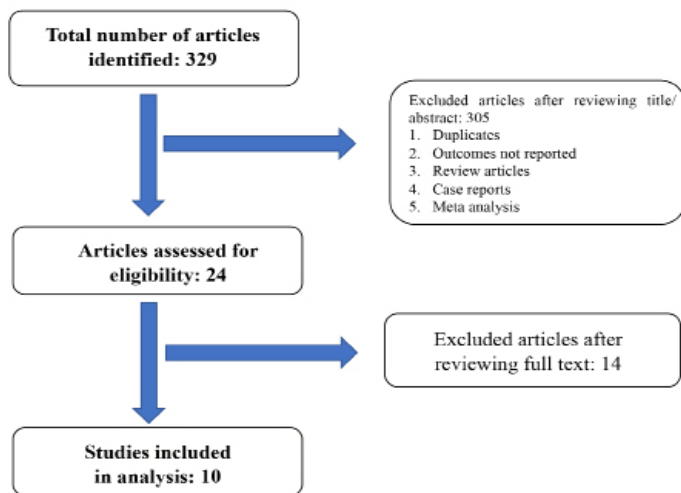 Total number of articles
identified: 329
Excluded articles after reviewing title/
abstract: 305
1. Duplicates
2. Outcomes not reported
3. Review articles
4. Case reports
5. Meta analysis
Articles assessed for
eligibility: 24
Excluded articles after
reviewing full text: 14
Studies included
in analysis: 10